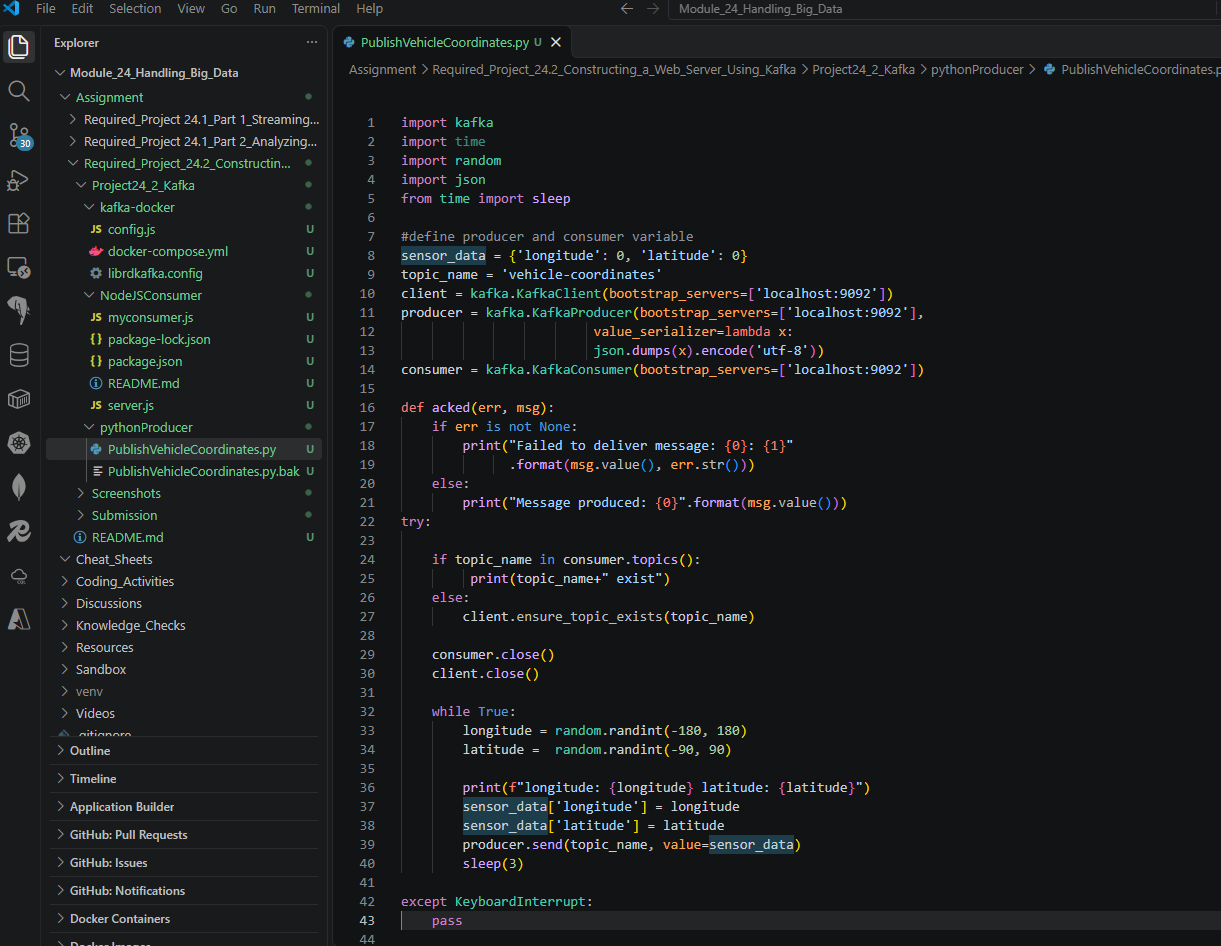 File Edit Selection View Go Run Terminal Help
Module_24_Handling_Big_Data
Explorer
Module_24_Handling_Big_Data
Assignment
Required_Project 24.1_Part 1_Streaming...
Required_Project 24.1_Part 2_Analyzing...
Required_Project_24.2_Constructin...
Project24_2_Kafka
kafka-docker
JS config.js U
docker-compose.yml U
librdkafka.config U
NodeJSConsumer
JS myconsumer.js U
{} package-lock.json U
{} package.json U
README.md U
JS server.js U
pythonProducer
PublishVehicleCoordinates.py U
PublishVehicleCoordinates.py.bak U
Screenshots
Submission
README.md U
Cheat_Sheets
Coding_Activities
Discussions
Knowledge_Checks
Resources
Sandbox
venv
Videos
.gitignore
Outline
Timeline
Application Builder
GitHub: Pull Requests
GitHub: Issues
GitHub: Notifications
Docker Containers
Docker Images
30
PublishVehicleCoordinates.py U
Assignment > Required_Project_24.2_Constructing_a_Web_Server_Using_Kafka > Project24_2_Kafka > pythonProducer > PublishVehicleCoordinates.p
1 import kafka
2 import time
3 import random
4 import json
5 from time import sleep
6
7 #define producer and consumer variable
8 sensor_data = {'longitude': 0, 'latitude': 0}
9 topic_name = 'vehicle-coordinates'
10 client = kafka.KafkaClient(bootstrap_servers=['localhost:9092'])
11 producer = kafka.KafkaProducer(bootstrap_servers=['localhost:9092'],
12 value_serializer=lambda x:
13 json.dumps(x).encode('utf-8'))
14 consumer = kafka.KafkaConsumer(bootstrap_servers=['localhost:9092'])
15
16 def acked(err, msg):
17 if err is not None:
18 print("Failed to deliver message: {0}: {1}"
19 .format(msg.value(), err.str()))
20 else:
21 print("Message produced: {0}".format(msg.value()))
22 try:
23
24 if topic_name in consumer.topics():
25 print(topic_name+" exist")
26 else:
27 client.ensure_topic_exists(topic_name)
28
29 consumer.close()
30 client.close()
31
32 while True:
33 longitude = random.randint(-180, 180)
34 latitude = random.randint(-90, 90)
35
36 print(f"longitude: {longitude} latitude: {latitude}")
37 sensor_data['longitude'] = longitude
38 sensor_data['latitude'] = latitude
39 producer.send(topic_name, value=sensor_data)
40 sleep(3)
41
42 except KeyboardInterrupt:
43 pass
44